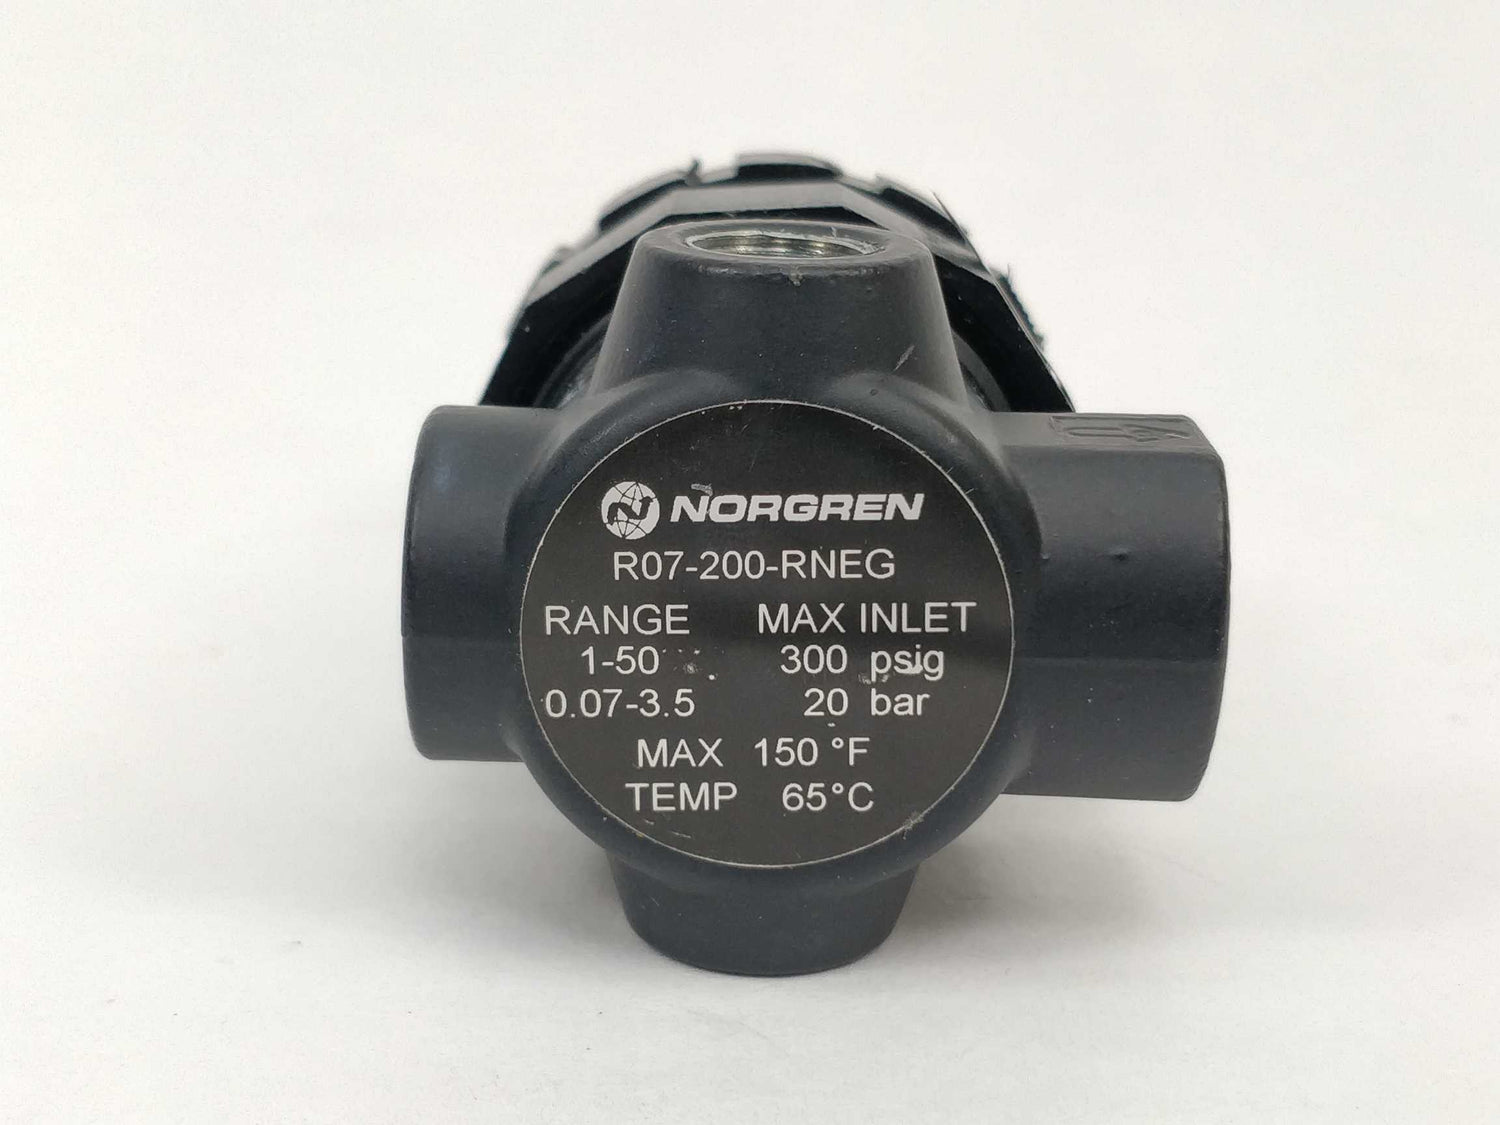 NORGREN
R07-200-RNEG
RANGE MAX INLET
1-50 300 psig
0.07-3.5 20 bar
MAX 150 °F
TEMP 65°C